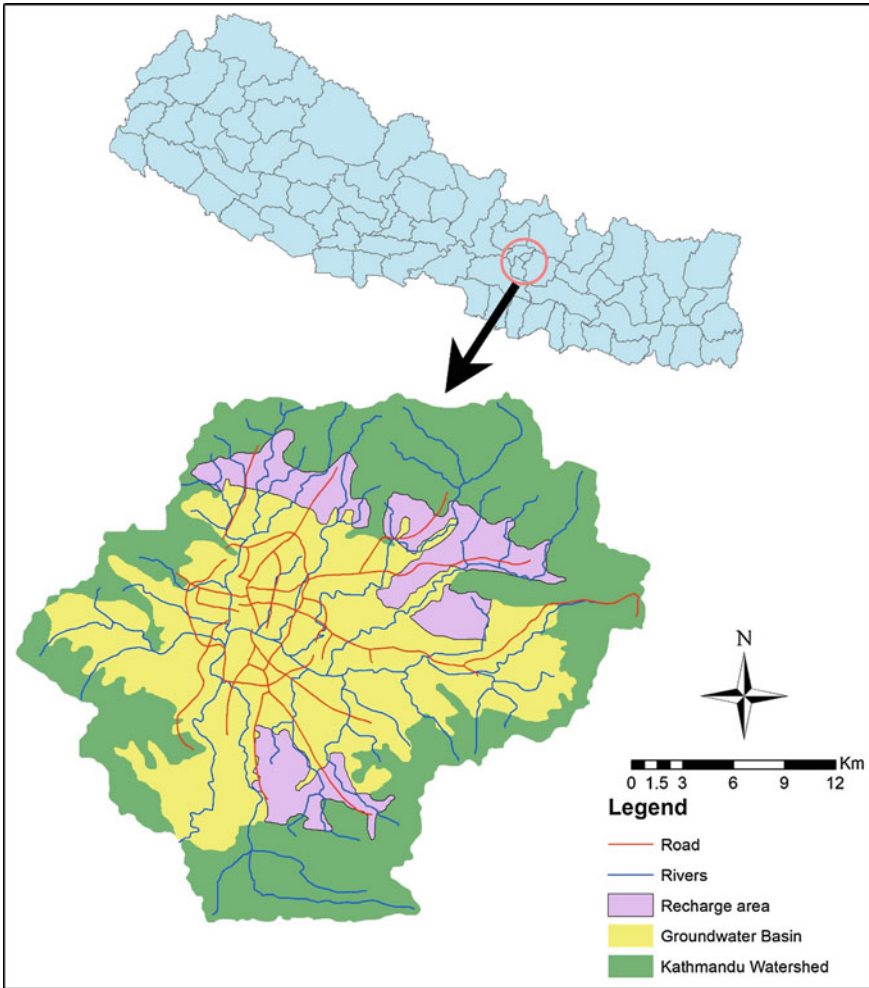 N
Km
0 1.5 3 6 9 12
Legend
Road
Rivers
Recharge area
Groundwater Basin
Kathmandu Watershed